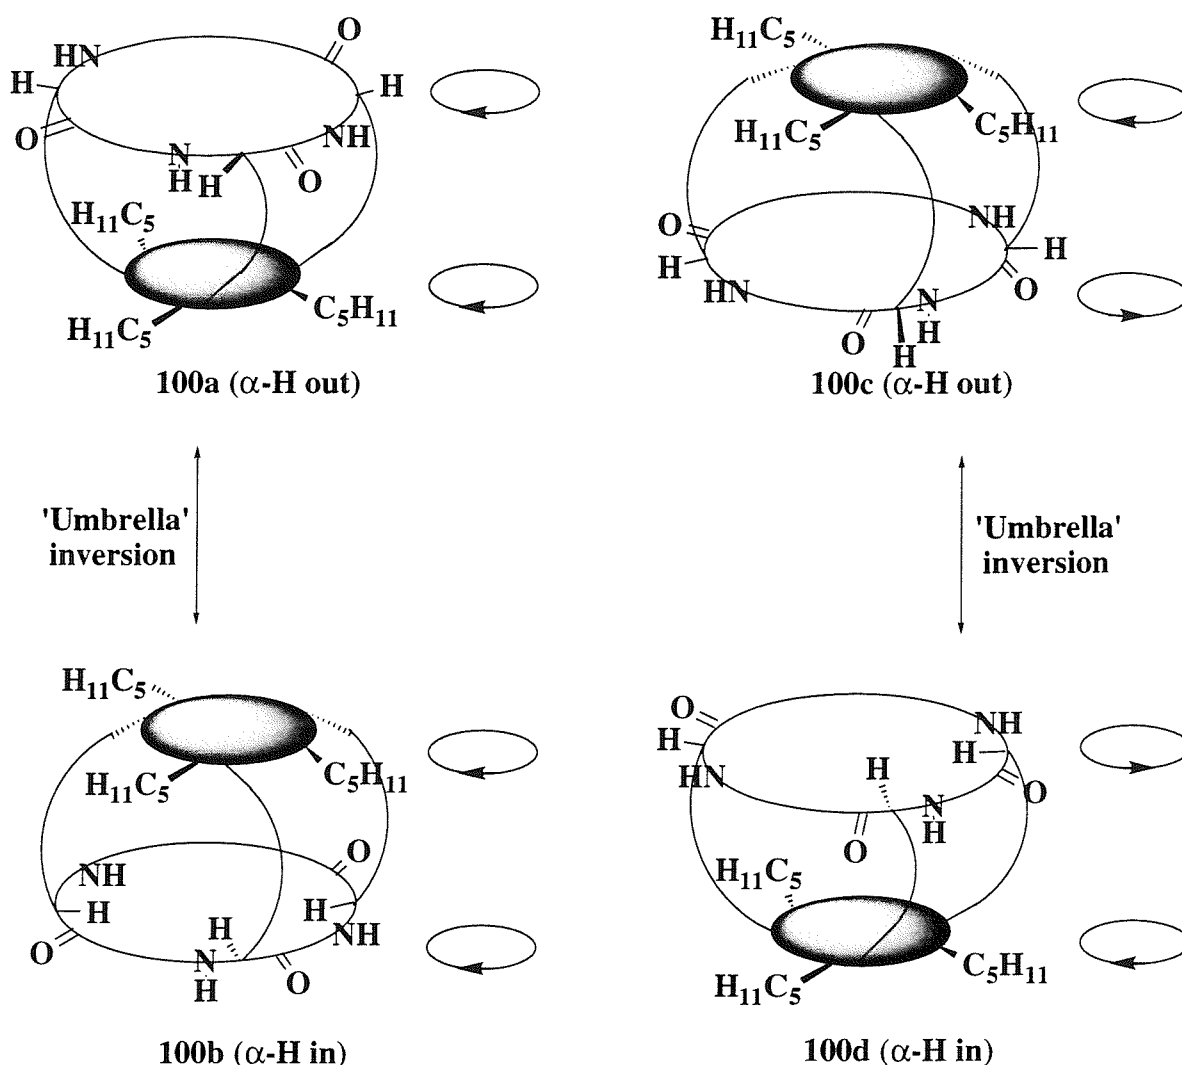 O
HN
H
H
O
NH
N
H
H
O
H₁₁C₅
H₁₁C₅
C₅H₁₁
100a (α-H out)
H₁₁C₅
H₁₁C₅
C₅H₁₁
O
NH
H
H
HN
O
N
H
O
H
100c (α-H out)
'Umbrella'
inversion
'Umbrella'
inversion
H₁₁C₅
H₁₁C₅
C₅H₁₁
O
NH
H
H
H
NH
O
N
H
O
100b (α-H in)
O
NH
H
H
HN
H
O
N
H
O
H₁₁C₅
H₁₁C₅
C₅H₁₁
100d (α-H in)